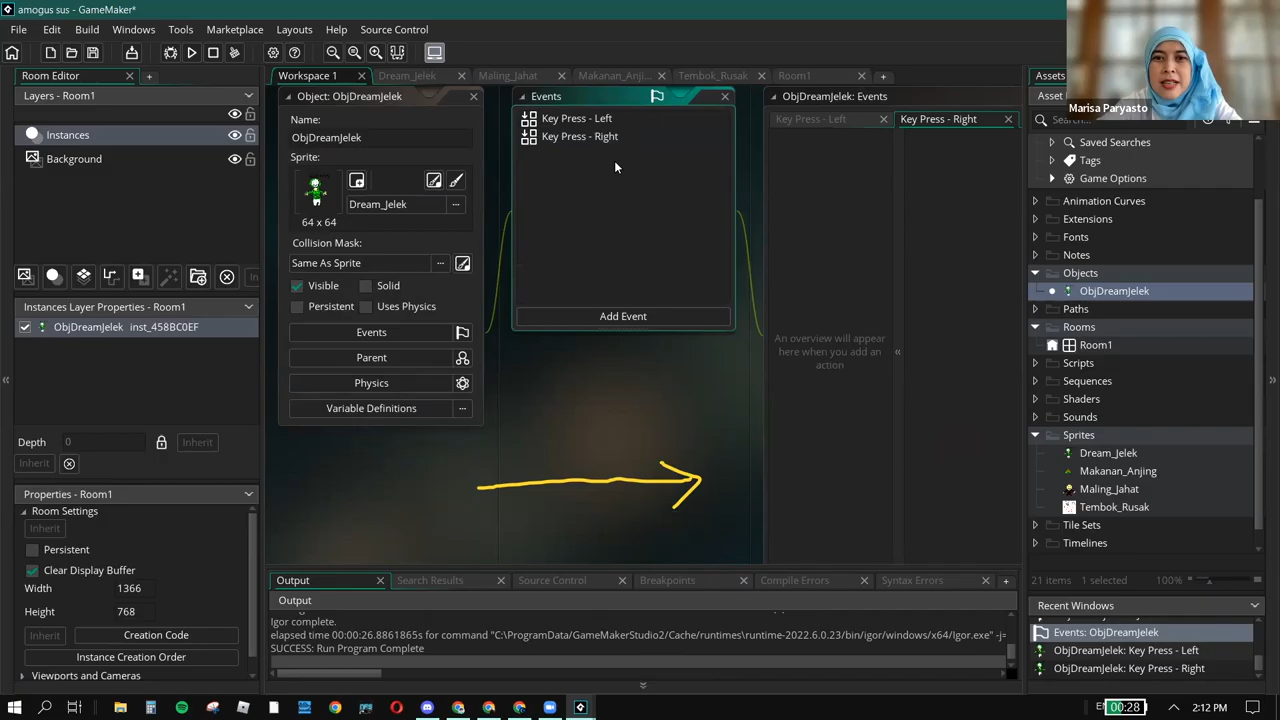 amogus sus - GameMaker*
File Edit Build Windows Tools Marketplace Layouts Help Source Control
Marisa Paryasto
Room Editor
Workspace 1 Dream_Jelek Maling_Jahat Makanan_Anji... Tembok_Rusak Room1
Assets
Layers - Room1
Object: ObjDreamJelek
Events
ObjDreamJelek: Events
Asset
Instances
Background
Name:
ObjDreamJelek
Sprite:
Dream_Jelek
64 x 64
Collision Mask:
Same As Sprite
Visible Solid
Persistent Uses Physics
Events
Parent
Physics
Variable Definitions
Key Press - Left
Key Press - Right
Add Event
Key Press - Left Key Press - Right
An overview will appear
here when you add an
action
Search...
Saved Searches
Tags
Game Options
Animation Curves
Extensions
Fonts
Notes
Objects
ObjDreamJelek
Paths
Rooms
Room1
Scripts
Sequences
Shaders
Sounds
Sprites
Dream_Jelek
Makanan_Anjing
Maling_Jahat
Tembok_Rusak
Tile Sets
Timelines
21 items 1 selected 100%
Instances Layer Properties - Room1
ObjDreamJelek inst_458BC0EF
Depth 0 Inherit
Inherit
Properties - Room1
Room Settings
Inherit
Persistent
Clear Display Buffer
Width 1366
Height 768
Inherit Creation Code
Instance Creation Order
Viewports and Cameras
Output Search Results Source Control Breakpoints Compile Errors Syntax Errors
Output
Igor complete.
elapsed time 00:00:26.8861865s for command "C:\ProgramData/GameMakerStudio2/Cache/runtimes\runtime-2022.6.0.23/bin/igor/windows/x64/Igor.exe" -j=
SUCCESS: Run Program Complete
Recent Windows
Events: ObjDreamJelek
ObjDreamJelek: Key Press - Left
ObjDreamJelek: Key Press - Right
00:28
2:12 PM